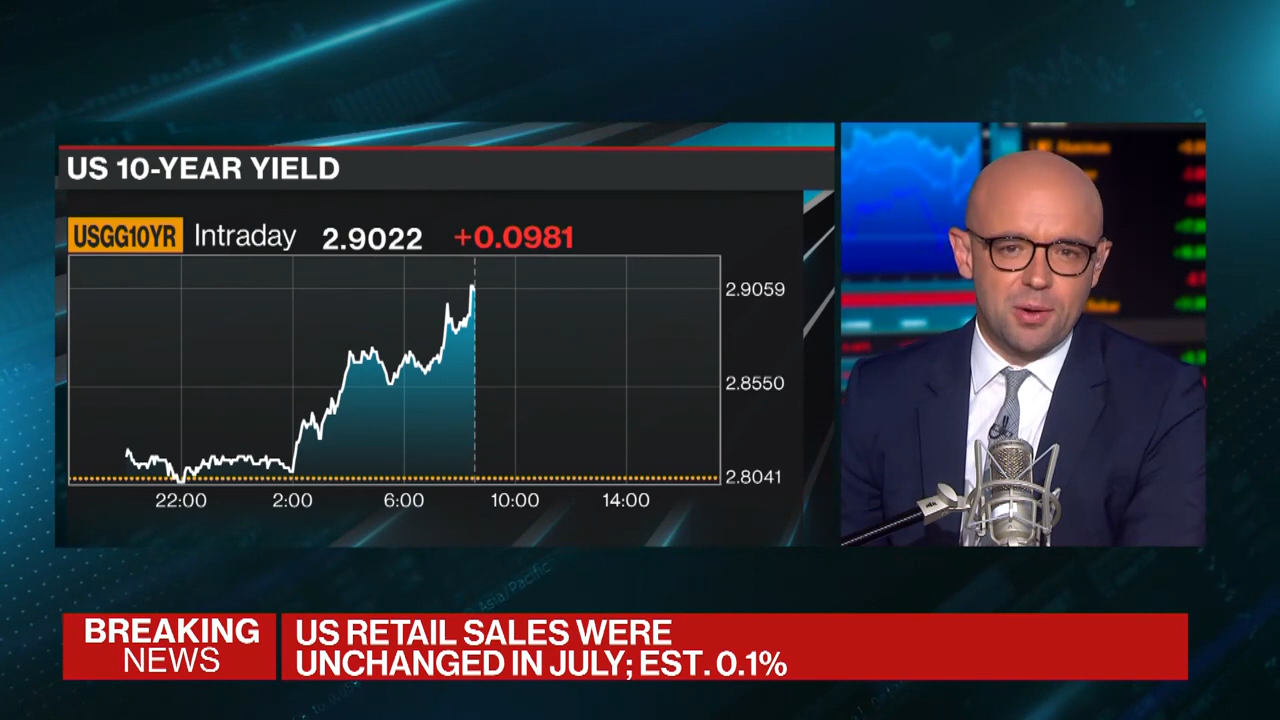 US 10-YEAR YIELD
USGG10YR Intraday 2.9022 +0.0981
2.9059
2.8550
2.8041
22:00 2:00 6:00 10:00 14:00
Asia/Pacific
BREAKING
NEWS
US RETAIL SALES WERE
UNCHANGED IN JULY; EST. 0.1%